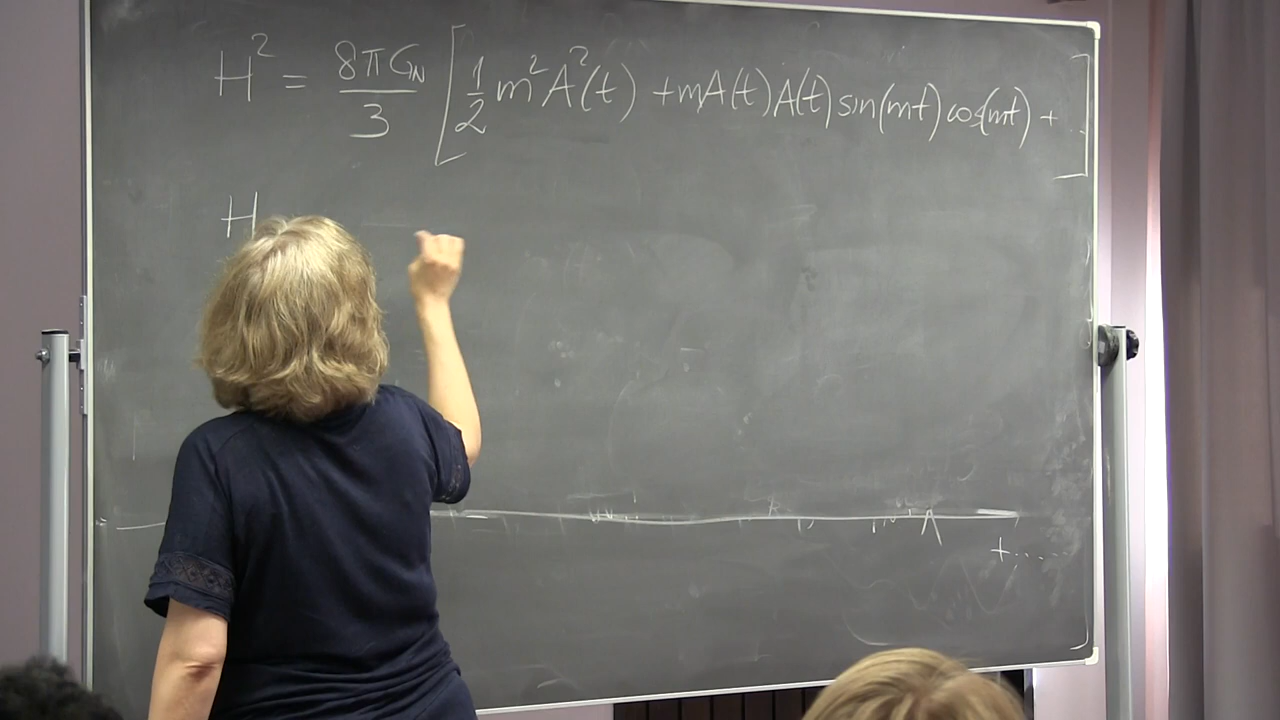 H² = 8πG_N/3 [1/2 m²A²(t) + mA(t)Ȧ(t) sin(mt) cos(mt) + ...]
H
A
+.....